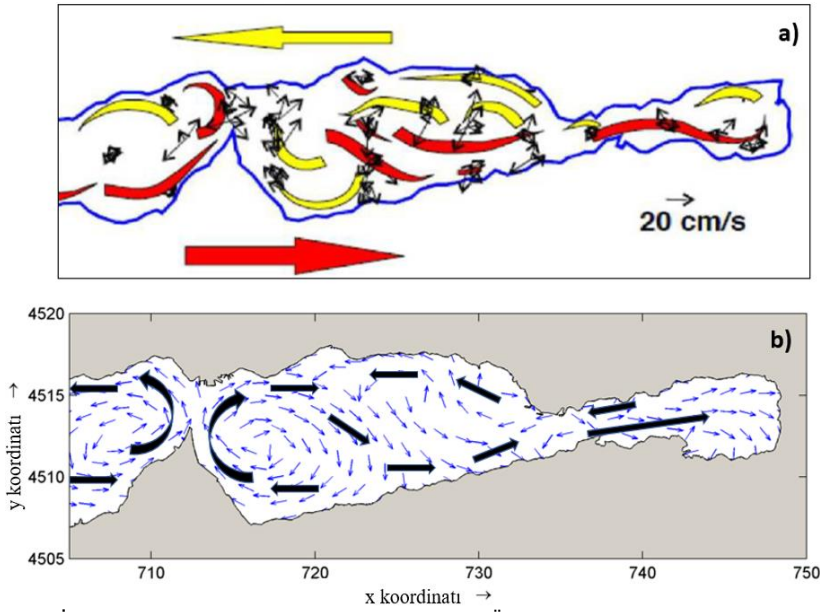 a)
20 cm/s
4520
b)
4515
4510
4505
710 720 730 740 750
y koordinatı →
x koordinatı →